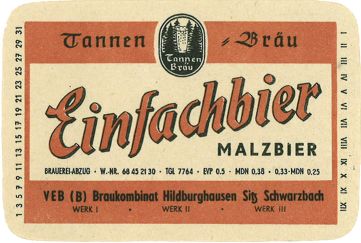 Tannen Bräu
Tannen
Bräu
Einfachbier
MALZBIER
BRAUEREI-ABZUG · W.-NR. 68 45 21 30 · TGL 7764 · EVP 0.5 - MDN 0,38 · 0,33-MDN 0,25
VEB (B) Braukombinat Hildburghausen Sitz Schwarzbach
WERK I · WERK II · WERK III
1 3 5 7 9 11 13 15 17 19 21 23 25 27 29 31
I II III IV V VI VII VIII IX X XI XII